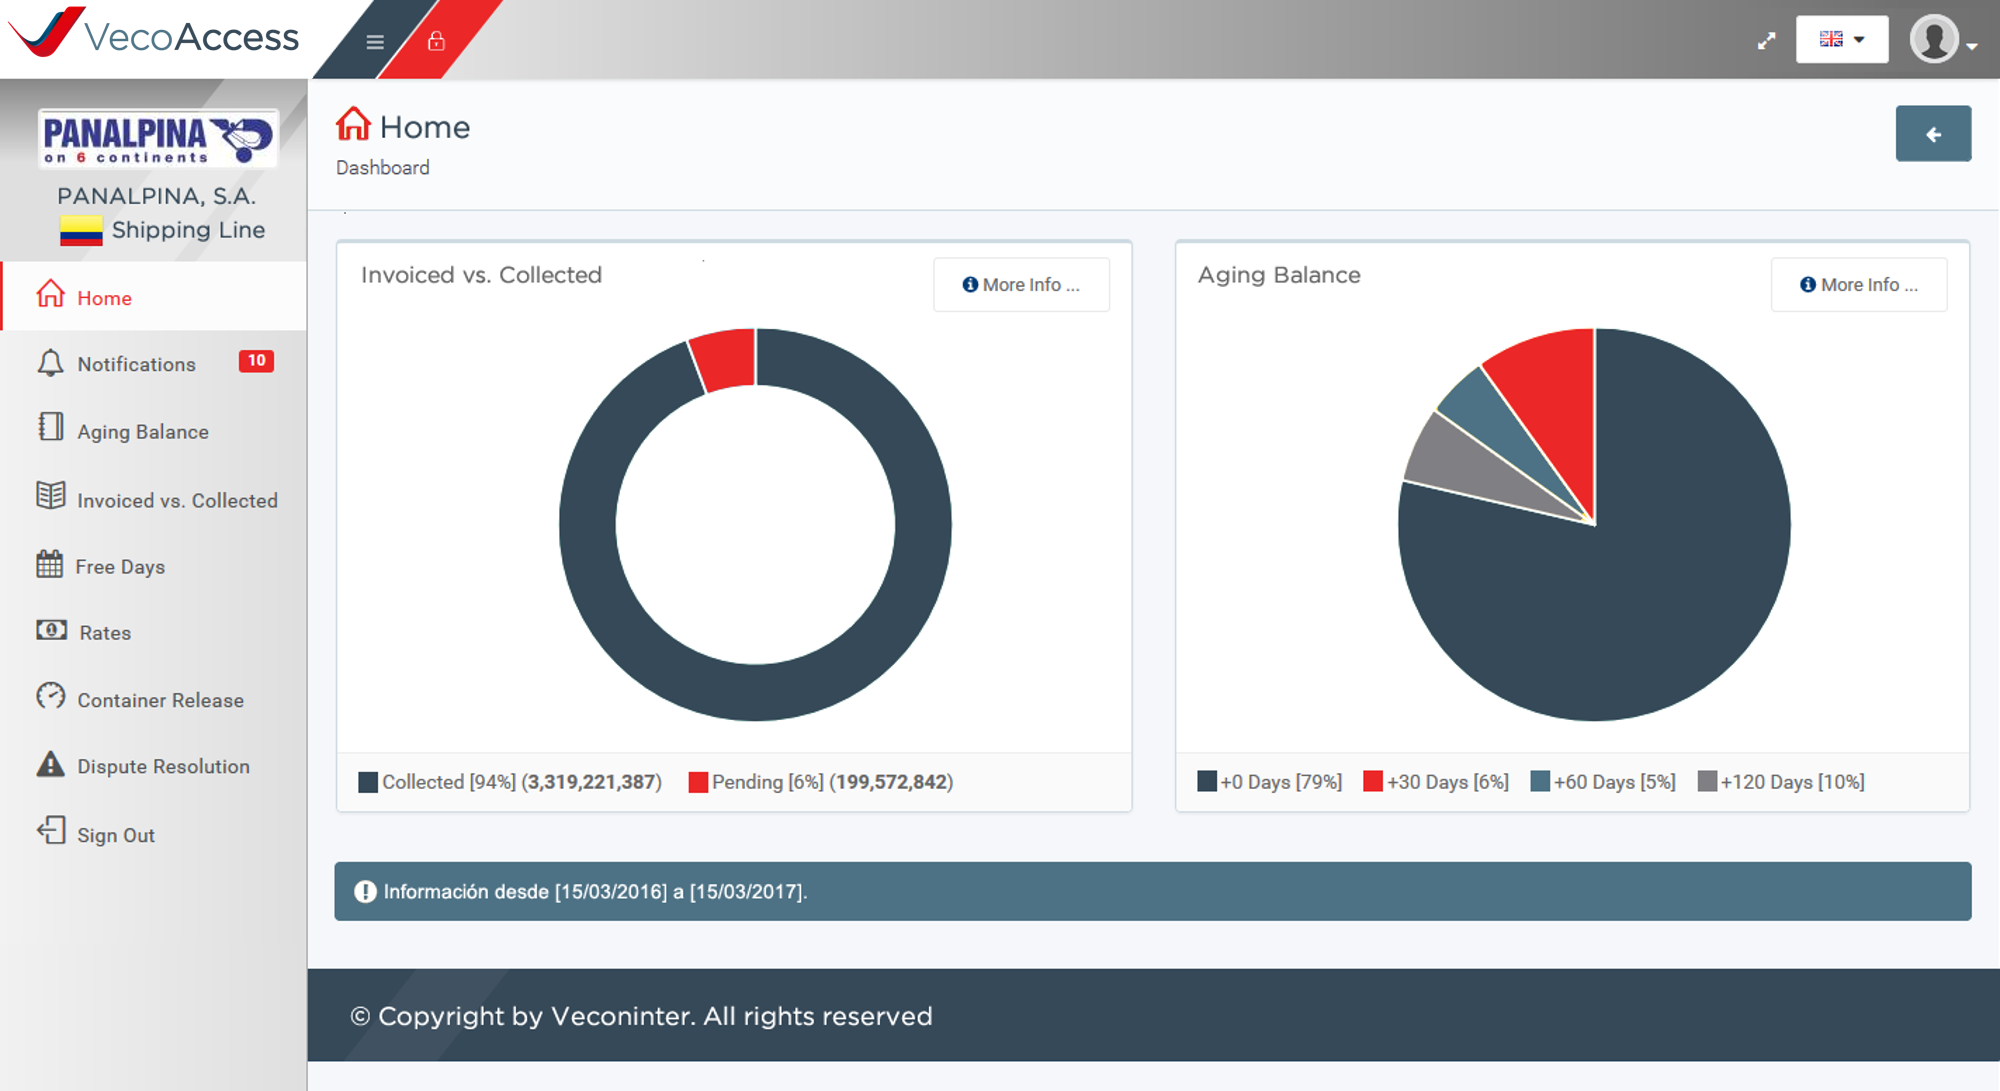 VecoAccess
PANALPINA
on 6 continents
PANALPINA, S.A.
Shipping Line
Home
Notifications 10
Aging Balance
Invoiced vs. Collected
Free Days
Rates
Container Release
Dispute Resolution
Sign Out
Home
Dashboard
Invoiced vs. Collected
More Info ...
Collected [94%] (3,319,221,387) Pending [6%] (199,572,842)
Aging Balance
More Info ...
+0 Days [79%] +30 Days [6%] +60 Days [5%] +120 Days [10%]
Información desde [15/03/2016] a [15/03/2017].
© Copyright by Veconinter. All rights reserved